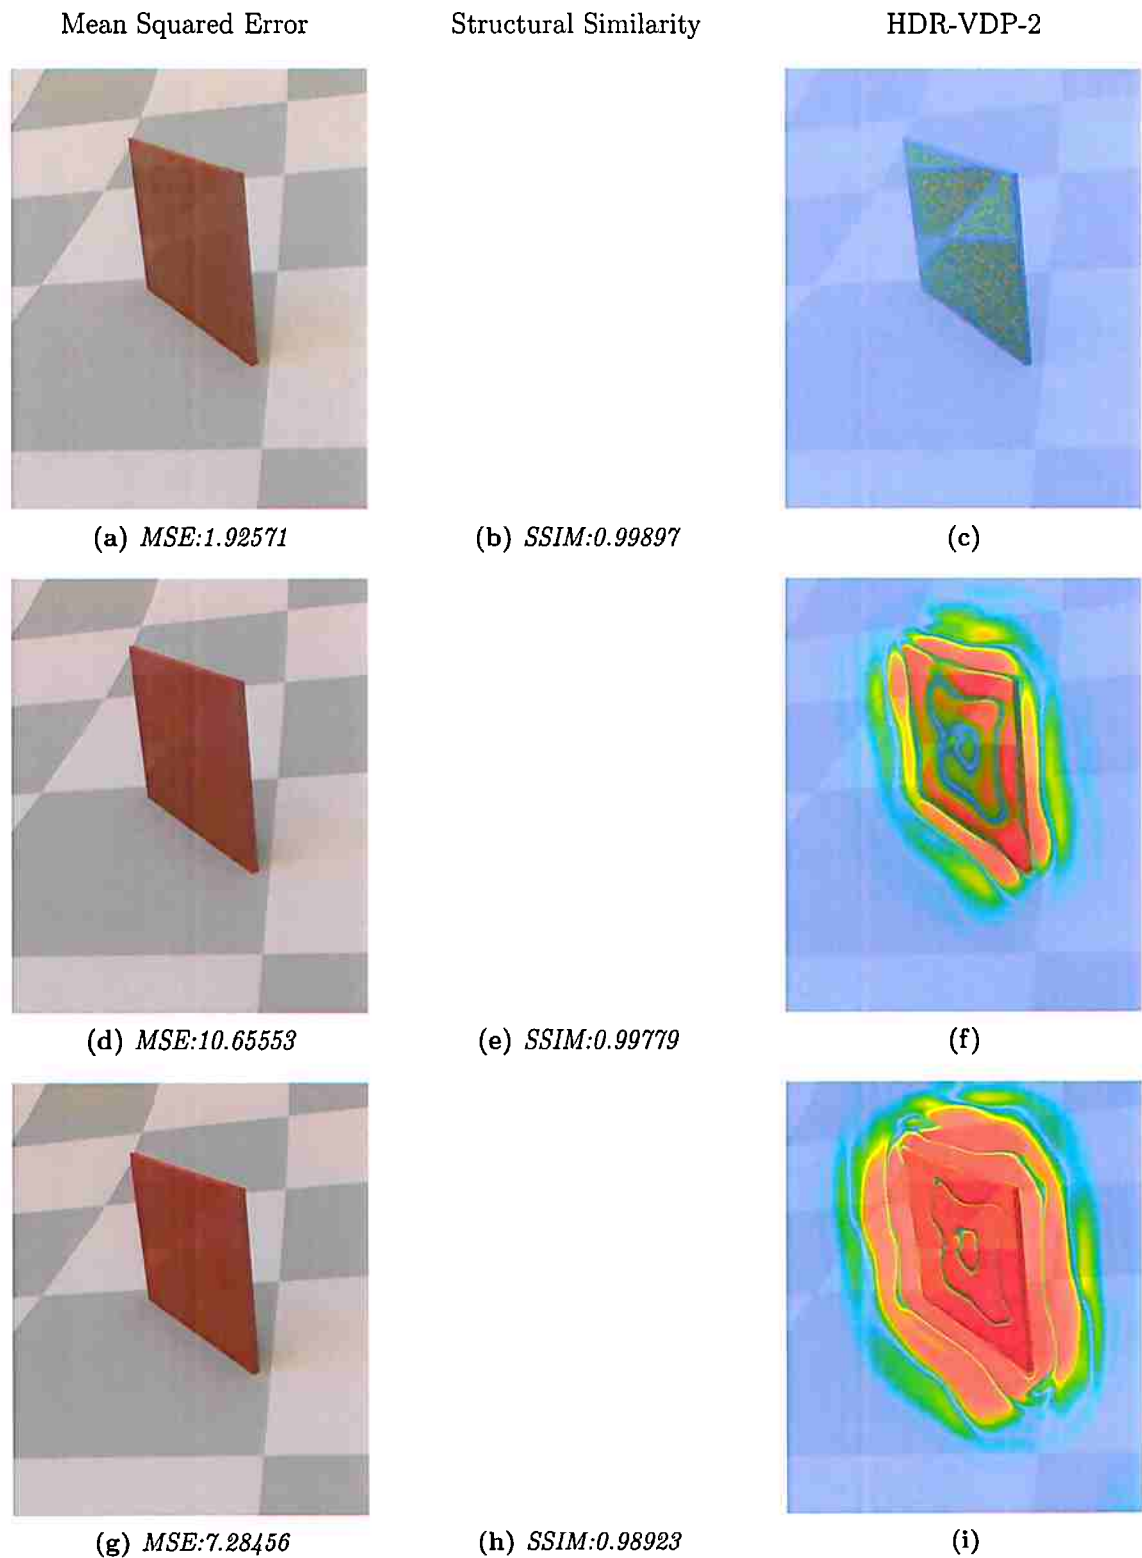 Mean Squared Error
Structural Similarity
HDR-VDP-2
(a) MSE:1.92571
(b) SSIM:0.99897
(c)
(d) MSE:10.65553
(e) SSIM:0.99779
(f)
(g) MSE:7.28456
(h) SSIM:0.98923
(i)